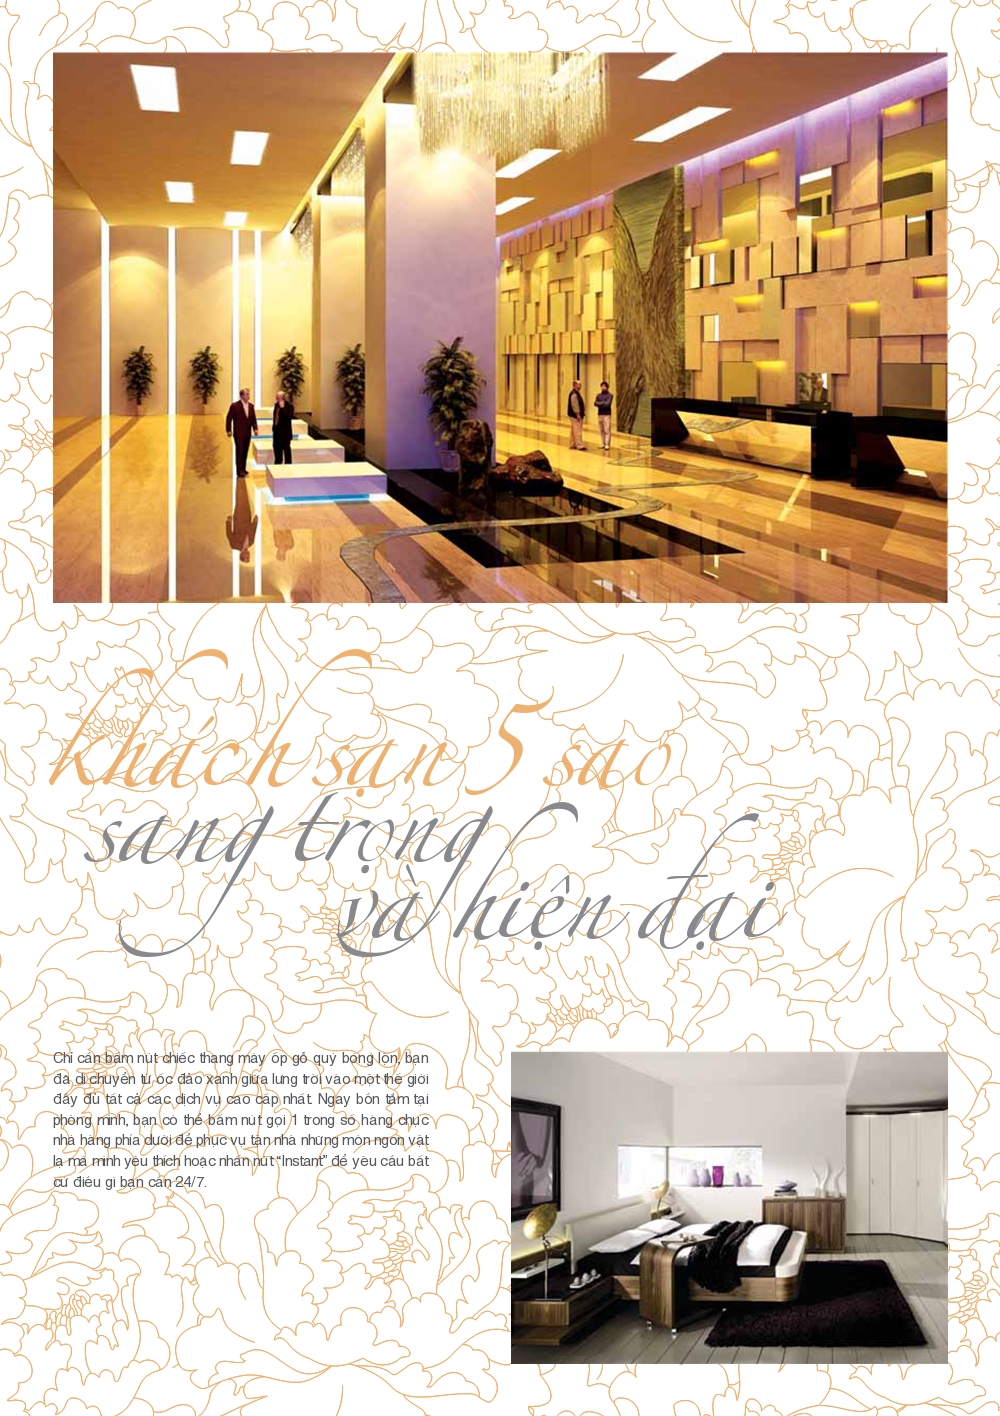 khách sạn 5 sao
sang trọng
và hiện đại
Chỉ cần bấm nút chiếc thang máy ốp gỗ quý bóng lộn, bạn
đã di chuyển từ ốc đảo xanh giữa lưng trời vào một thế giới
đầy đủ tất cả các dịch vụ cao cấp nhất. Ngay bồn tắm tại
phòng mình, bạn có thể bấm nút gọi 1 trong số hàng chục
nhà hàng phía dưới để phục vụ tận nhà những món ngon vật
lạ mà mình yêu thích hoặc nhấn nút “Instant” để yêu cầu bất
cứ điều gì bạn cần 24/7.